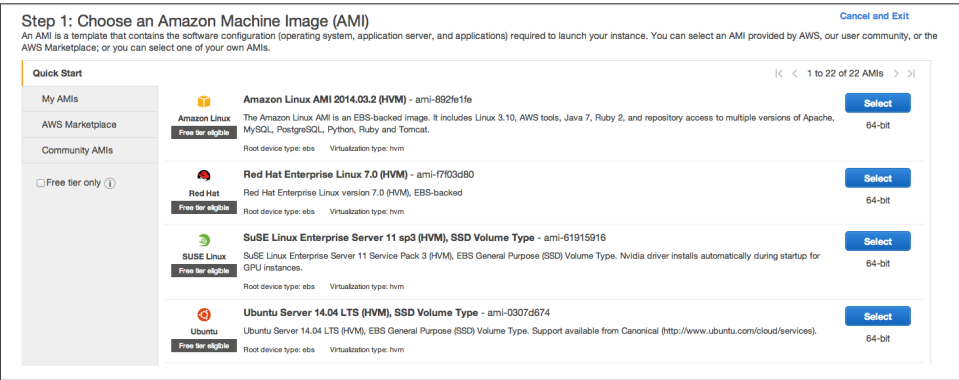 Step 1: Choose an Amazon Machine Image (AMI)
Cancel and Exit
An AMI is a template that contains the software configuration (operating system, application server, and applications) required to launch your instance. You can select an AMI provided by AWS, our user community, or the
AWS Marketplace; or you can select one of your own AMIs.
Quick Start
1 to 22 of 22 AMIs
My AMIs
AWS Marketplace
Community AMIs
Free tier only
Amazon Linux
Free tier eligible
Amazon Linux AMI 2014.03.2 (HVM) - ami-892fe1fe
The Amazon Linux AMI is an EBS-backed image. It includes Linux 3.10, AWS tools, Java 7, Ruby 2, and repository access to multiple versions of Apache,
MySQL, PostgreSQL, Python, Ruby and Tomcat.
Root device type: ebs Virtualization type: hvm
Select
64-bit
Red Hat
Free tier eligible
Red Hat Enterprise Linux 7.0 (HVM) - ami-f7f03d80
Red Hat Enterprise Linux version 7.0 (HVM), EBS-backed
Root device type: ebs Virtualization type: hvm
Select
64-bit
SUSE Linux
Free tier eligible
SuSE Linux Enterprise Server 11 sp3 (HVM), SSD Volume Type - ami-61915916
SuSE Linux Enterprise Server 11 Service Pack 3 (HVM), EBS General Purpose (SSD) Volume Type. Nvidia driver installs automatically during startup for
GPU instances.
Root device type: ebs Virtualization type: hvm
Select
64-bit
Ubuntu
Free tier eligible
Ubuntu Server 14.04 LTS (HVM), SSD Volume Type - ami-0307d674
Ubuntu Server 14.04 LTS (HVM), EBS General Purpose (SSD) Volume Type. Support available from Canonical (http://www.ubuntu.com/cloud/services).
Root device type: ebs Virtualization type: hvm
Select
64-bit